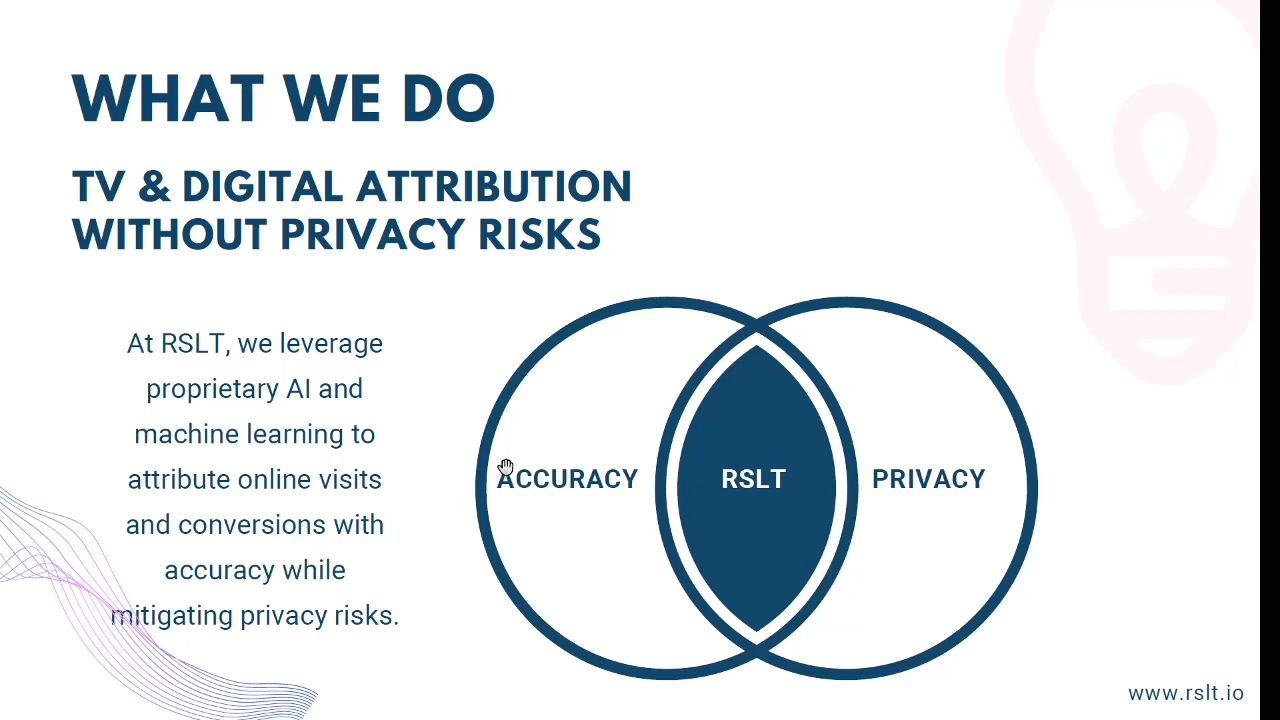 WHAT WE DO
TV & DIGITAL ATTRIBUTION
WITHOUT PRIVACY RISKS
At RSLT, we leverage
proprietary AI and
machine learning to
attribute online visits
and conversions with
accuracy while
mitigating privacy risks.
ACCURACY
RSLT
PRIVACY
www.rslt.io